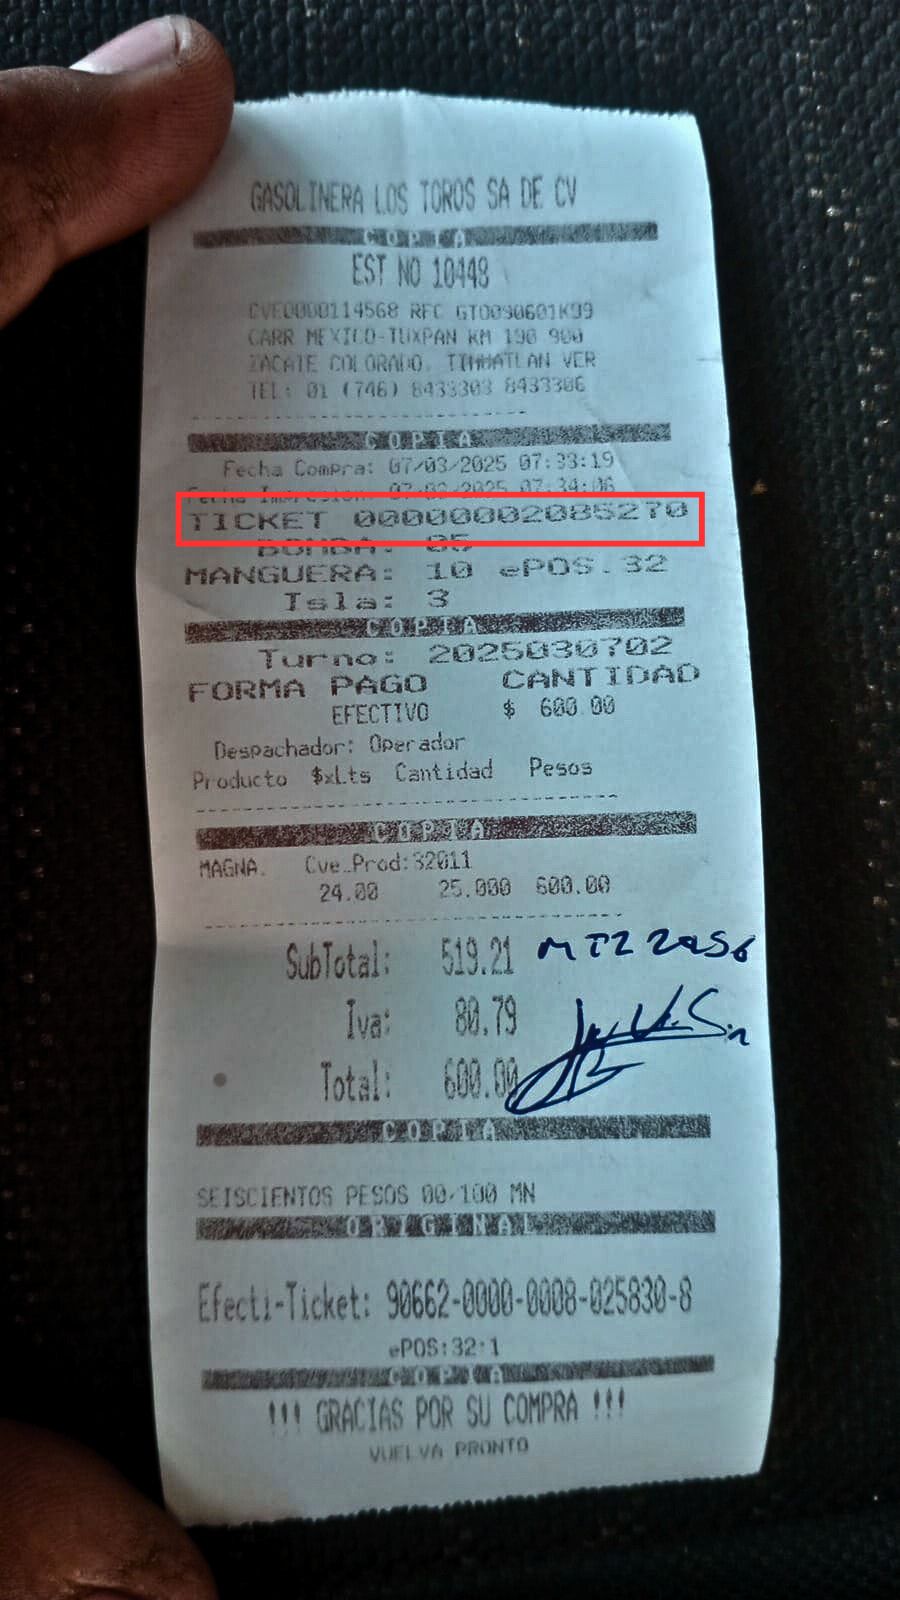 GASOLINERA LOS TOROS SA DE CV
COPIA
EST NO 10448
CVE0000114568 RFC GTO090601K99
CARR MEXICO-TUXPAN KM 190 900
ZACATE COLORADO, TIHUATLAN VER
TEL: 01 (746) 8433303 8433306
COPIA
Fecha Compra: 07/03/2025 07:33:19
Fecha Impresion: 07/03/2025 07:34:06
TICKET 00000002085270
BOMBA: 05
MANGUERA: 10 ePOS.32
Isla: 3
COPIA
Turno: 2025030702
FORMA PAGO CANTIDAD
EFECTIVO $ 600.00
Despachador: Operador
Producto $xLts Cantidad Pesos
COPIA
MAGNA. Cve.Prod:32011
24.00 25.000 600.00
SubTotal: 519.21
Iva: 80.79
Total: 600.00
COPIA
SEISCIENTOS PESOS 00/100 MN
ORIGINAL
Efecti-Ticket: 90662-0000-0008-025830-8
ePOS:32:1
COPIA
!!! GRACIAS POR SU COMPRA !!!
VUELVA PRONTO